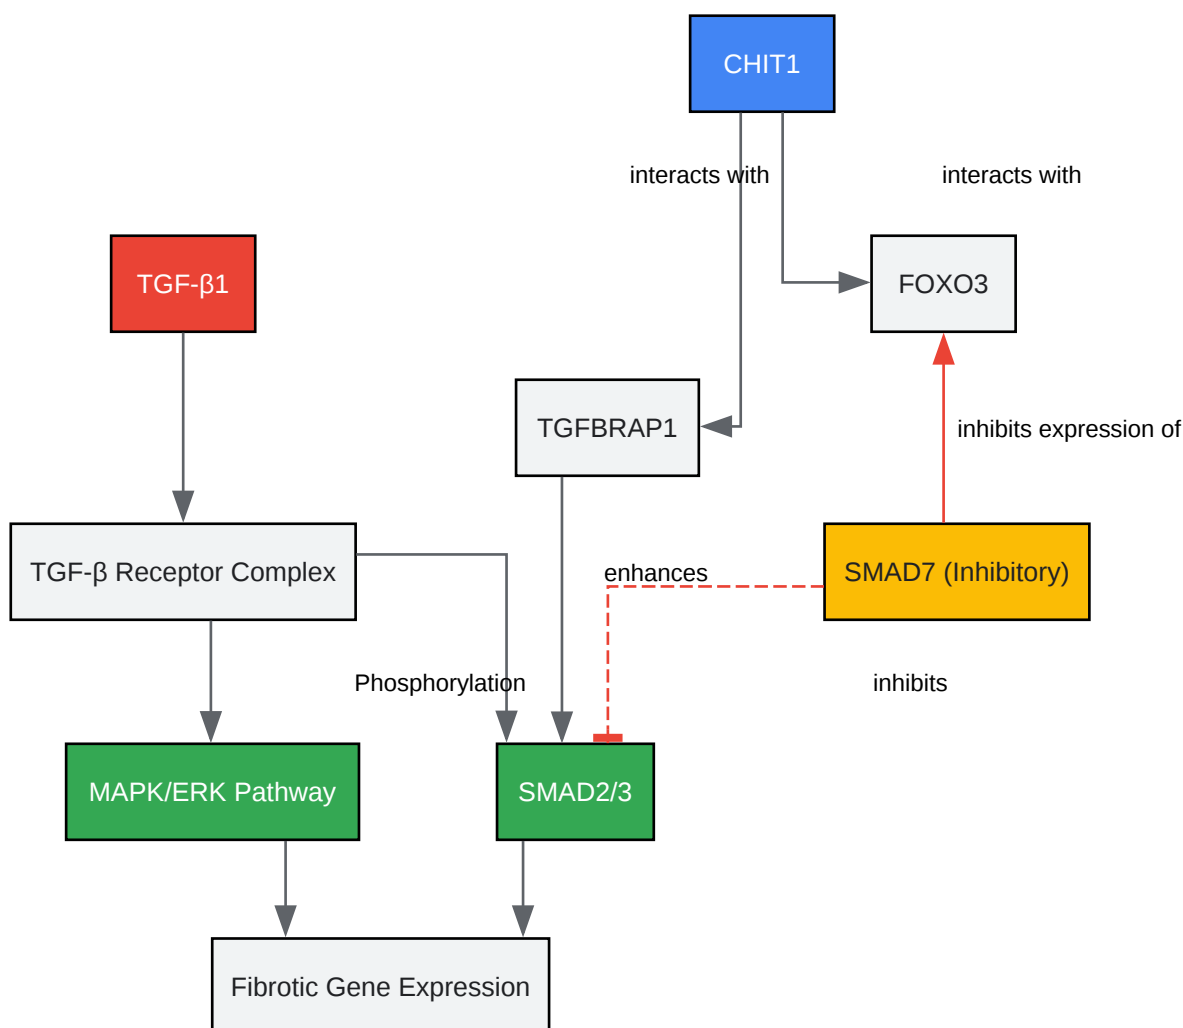 CHIT1
interacts with
interacts with
TGF-β1
FOXO3
TGFBRAP1
inhibits expression of
TGF-β Receptor Complex
enhances
SMAD7 (Inhibitory)
Phosphorylation
inhibits
MAPK/ERK Pathway
SMAD2/3
Fibrotic Gene Expression